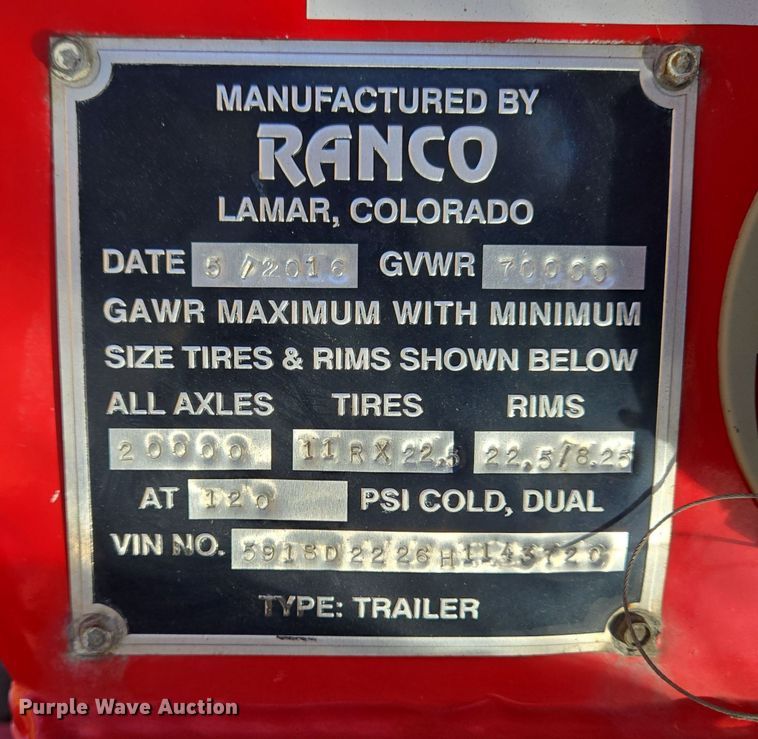 MANUFACTURED BY
RANCO
LAMAR, COLORADO
DATE 5/2016 GVWR 70000
GAWR MAXIMUM WITH MINIMUM
SIZE TIRES & RIMS SHOWN BELOW
ALL AXLES TIRES RIMS
20000 11RX22.5 22.5/8.25
AT 120 PSI COLD, DUAL
VIN NO.
TYPE: TRAILER
Purple Wave Auction